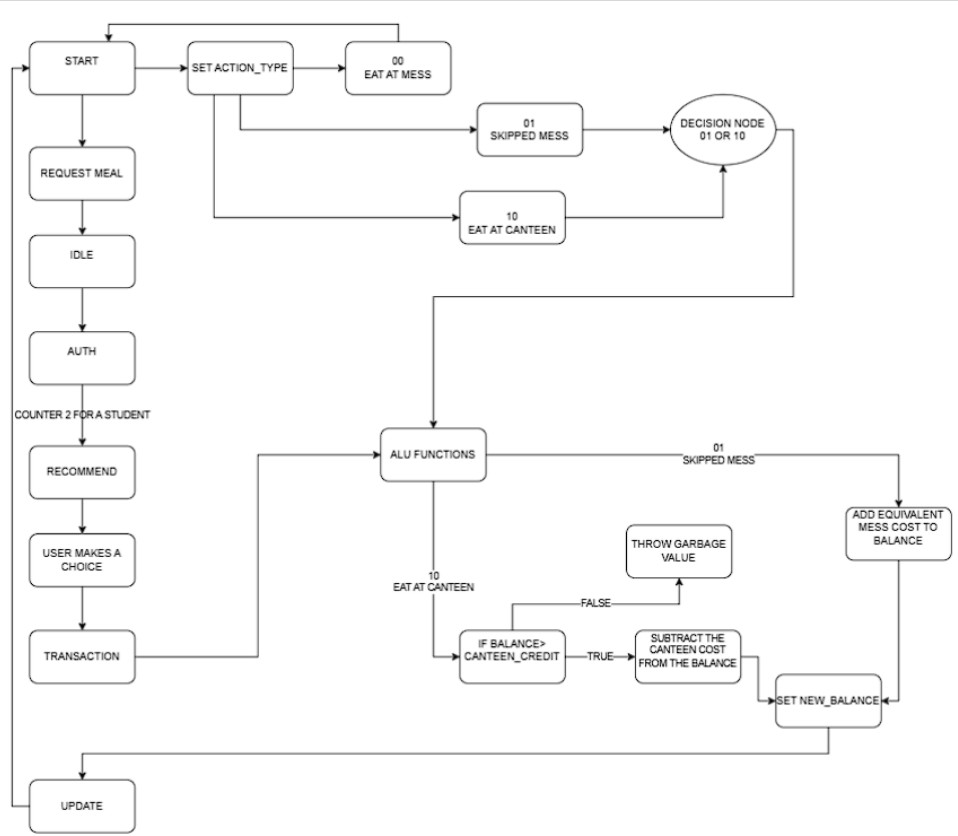 START
SET ACTION_TYPE
00
EAT AT MESS
01
SKIPPED MESS
DECISION NODE
01 OR 10
REQUEST MEAL
10
EAT AT CANTEEN
IDLE
AUTH
COUNTER 2 FOR A STUDENT
RECOMMEND
ALU FUNCTIONS
01
SKIPPED MESS
ADD EQUIVALENT
MESS COST TO
BALANCE
USER MAKES A
CHOICE
THROW GARBAGE
VALUE
10
EAT AT CANTEEN
FALSE
TRANSACTION
IF BALANCE>
CANTEEN_CREDIT
TRUE
SUBTRACT THE
CANTEEN COST
FROM THE BALANCE
SET NEW_BALANCE
UPDATE